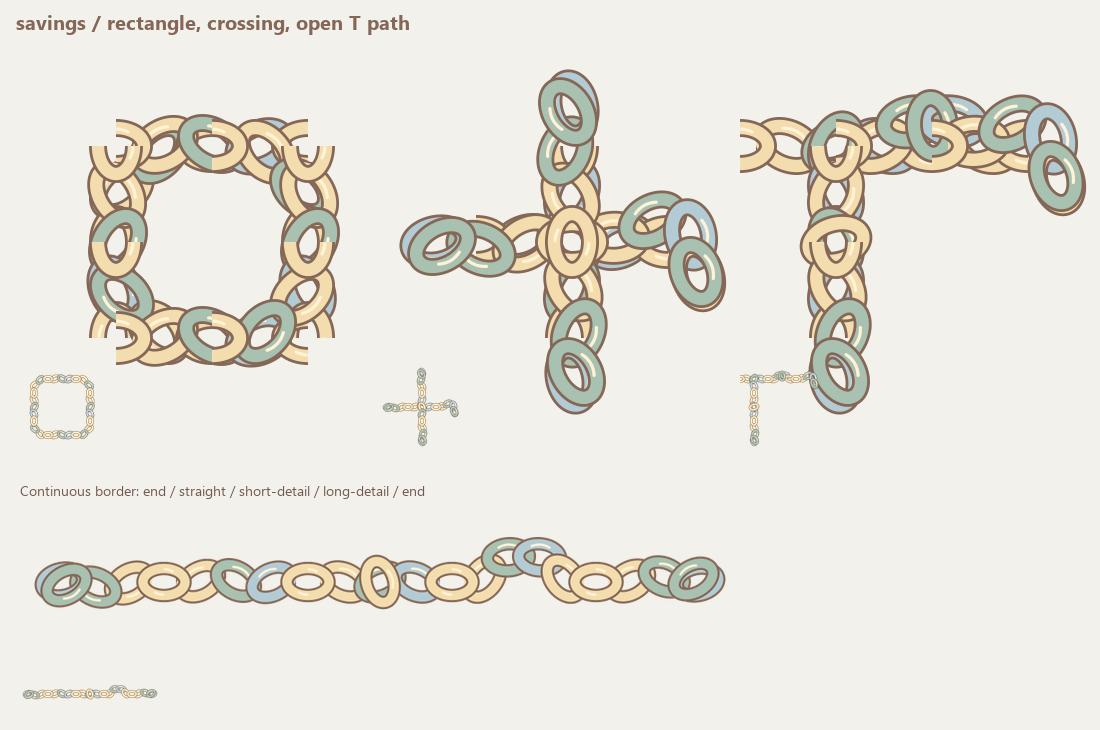 savings / rectangle, crossing, open T path
Continuous border: end / straight / short-detail / long-detail / end